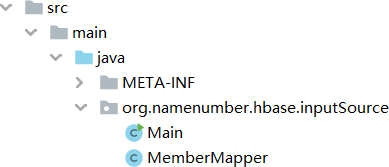 src
main
java
META-INF
org.namenumber.hbase.inputSource
Main
MemberMapper